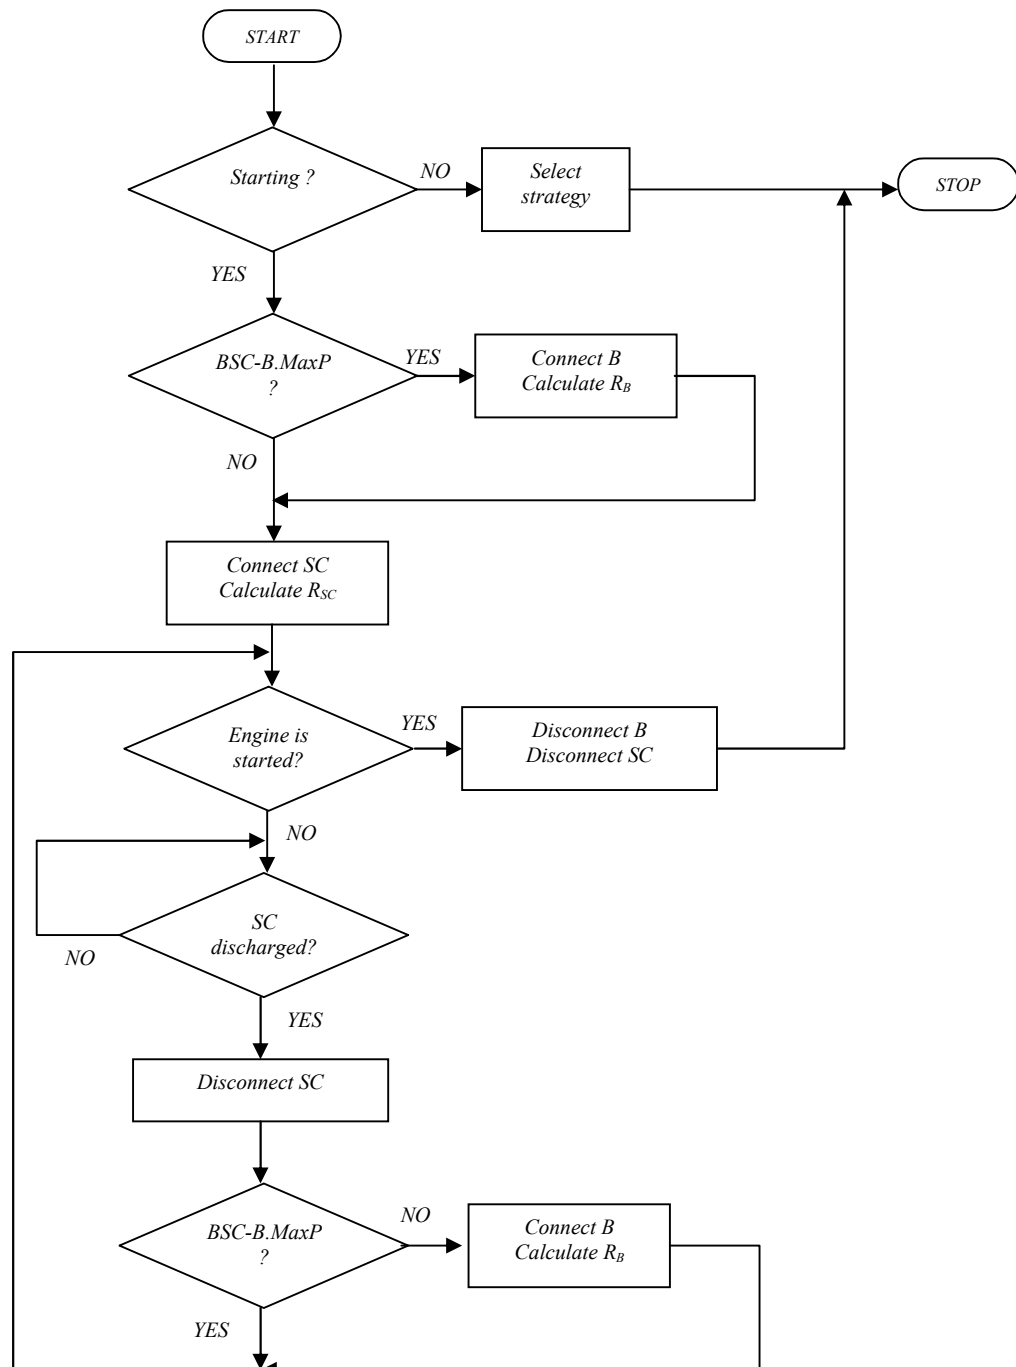 START
Starting ?
NO
Select
strategy
STOP
YES
BSC-B.MaxP
?
YES
Connect B
Calculate R_B
NO
Connect SC
Calculate R_SC
Engine is
started?
YES
Disconnect B
Disconnect SC
NO
SC
discharged?
NO
YES
Disconnect SC
BSC-B.MaxP
?
NO
Connect B
Calculate R_B
YES